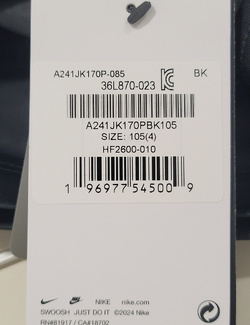 A241JK170P-085
36L870-023 BK
A241JK170PBK105
SIZE: 105(4)
HF2600-010
1 96977 54500 9
NIKE nike.com
SWOOSH JUST DO IT ©2024 Nike
RN#81917 / CA#18702